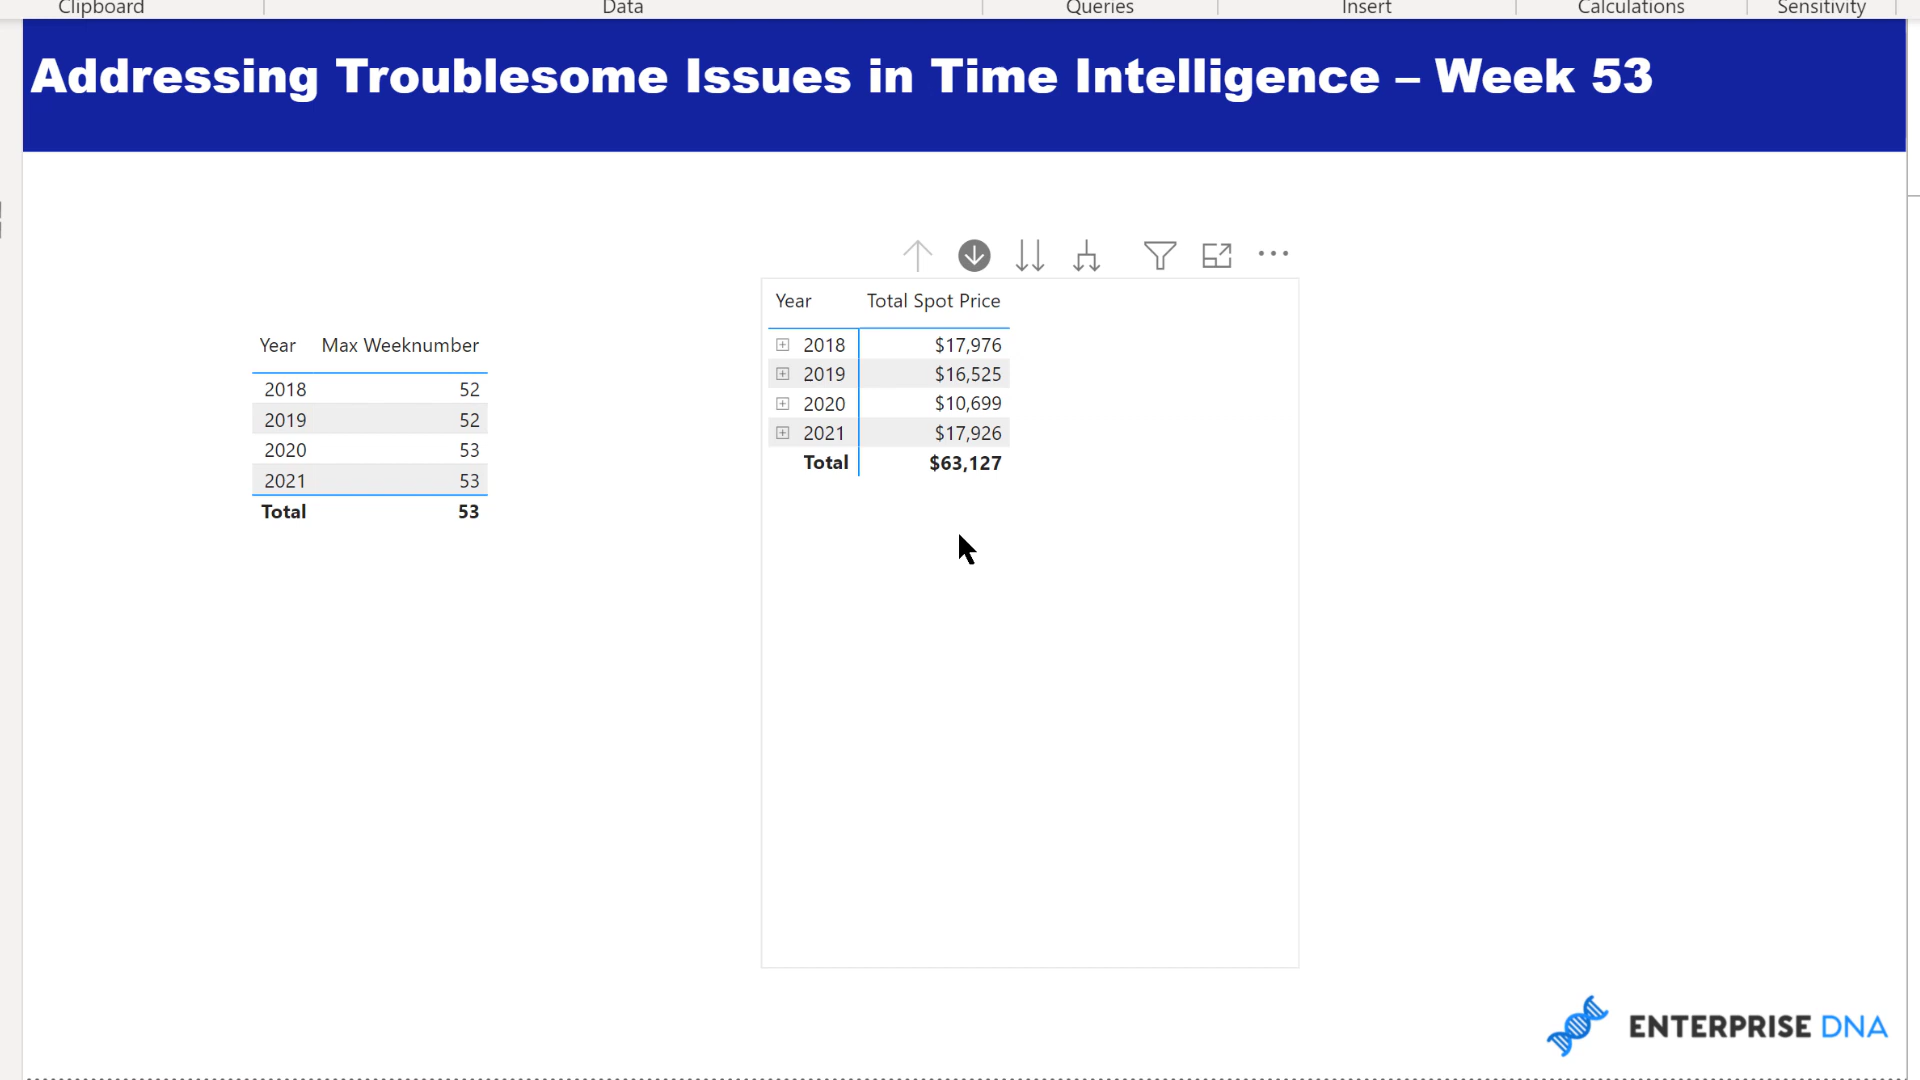 Clipboard Data Queries Insert Calculations Sensitivity
Addressing Troublesome Issues in Time Intelligence – Week 53
Year Max Weeknumber
2018 52
2019 52
2020 53
2021 53
Total 53
Year Total Spot Price
2018 $17,976
2019 $16,525
2020 $10,699
2021 $17,926
Total $63,127
ENTERPRISE DNA